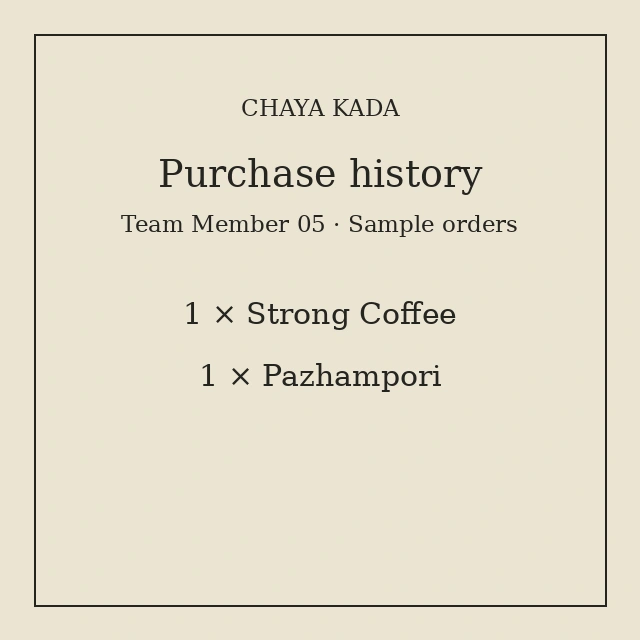 CHAYA KADA
Purchase history
Team Member 05 · Sample orders
1 × Strong Coffee
1 × Pazhampori